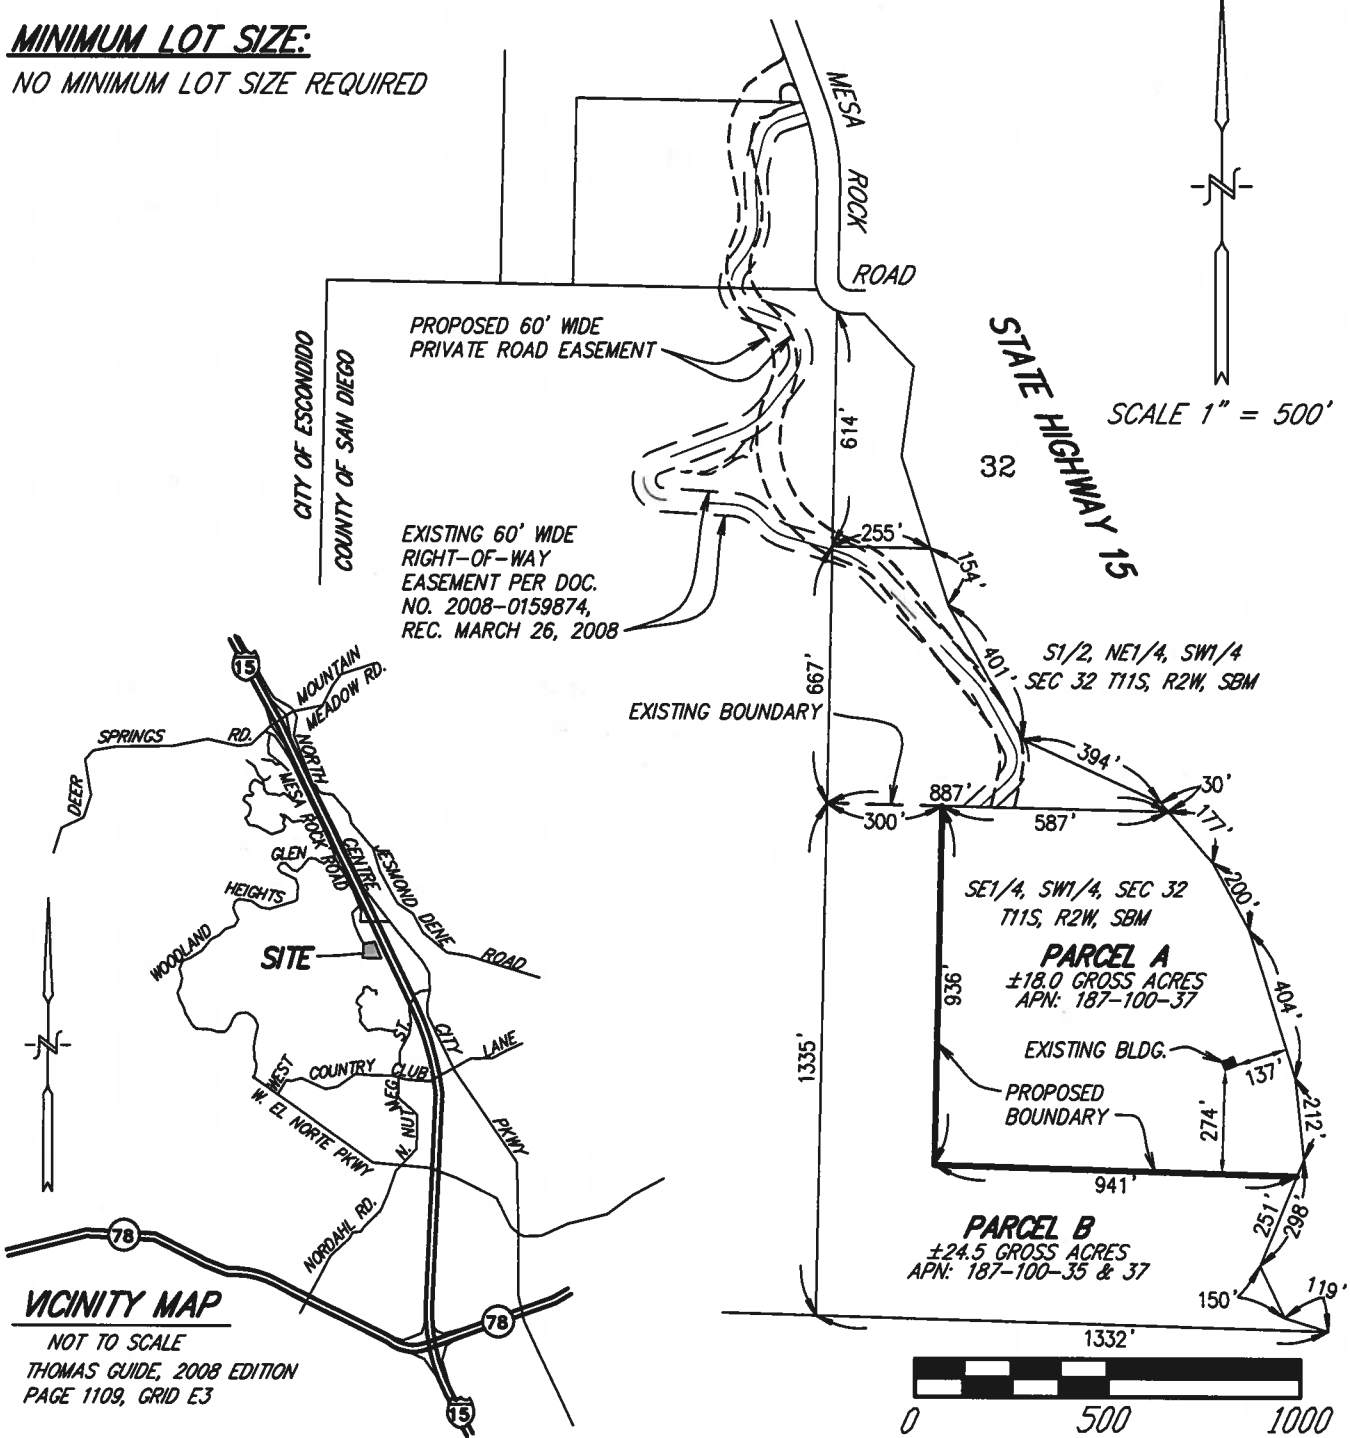 MINIMUM LOT SIZE:
NO MINIMUM LOT SIZE REQUIRED
MESA
ROCK
ROAD
N
SCALE 1" = 500'
STATE HIGHWAY 15
32
CITY OF ESCONDIDO
COUNTY OF SAN DIEGO
PROPOSED 60' WIDE
PRIVATE ROAD EASEMENT
614'
EXISTING 60' WIDE
RIGHT-OF-WAY
EASEMENT PER DOC.
NO. 2008-0159874,
REC. MARCH 26, 2008
255'
154'
401'
667'
S1/2, NE1/4, SW1/4
SEC 32 T11S, R2W, SBM
EXISTING BOUNDARY
394'
30'
177'
887'
300'
587'
200'
SE1/4, SW1/4, SEC 32
T11S, R2W, SBM
PARCEL A
±18.0 GROSS ACRES
APN: 187-100-37
936'
404'
EXISTING BLDG.
137'
1335'
PROPOSED
BOUNDARY
274'
212'
941'
251'
298'
PARCEL B
±24.5 GROSS ACRES
APN: 187-100-35 & 37
150'
119'
1332'
0 500 1000
15
MOUNTAIN
MEADOW RD.
DEER
SPRINGS
RD.
NORTH
MESA
ROCK ROAD
CENTRE
GLEN
HEIGHTS
WOODLAND
JESMOND DENE
ROAD
SITE
N
ST.
CITY
LANE
WEST
COUNTRY
CLUB
W. EL NORTE PKWY
N. NUTMEG
PKWY
NORDAHL RD.
78
78
15
VICINITY MAP
NOT TO SCALE
THOMAS GUIDE, 2008 EDITION
PAGE 1109, GRID E3